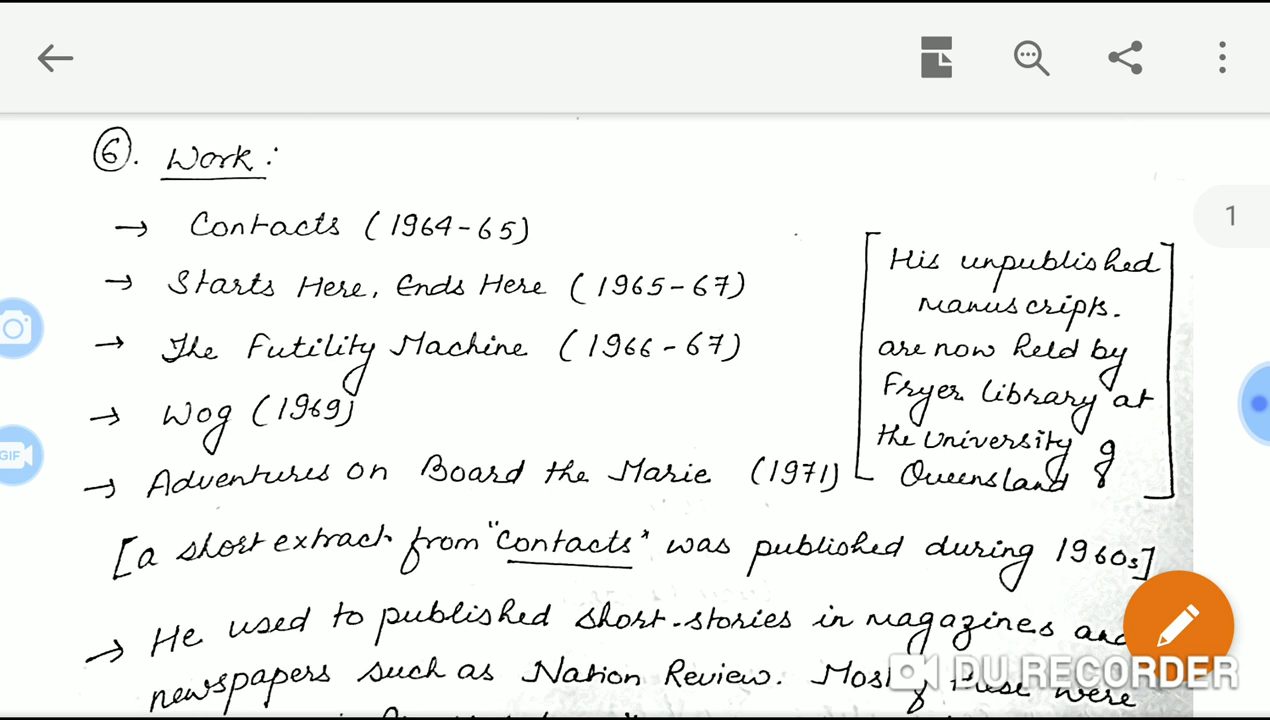 ⑥. Work:
→ Contacts (1964-65)
→ Starts Here, Ends Here (1965-67)
→ The Futility Machine (1966-67)
→ Wog (1969)
→ Adventures on Board the Marie (1971)
[His unpublished
manuscripts.
are now held by
Fryer Library at
the University of
Queensland]
[a short extract from "Contacts" was published during 1960s]
→ He used to published short-stories in magazines and
newspapers such as Nation Review. Most of these were
1
GIF
DU RECORDER